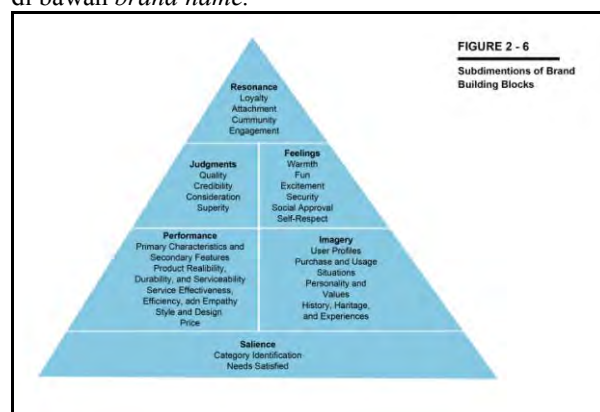 di bawah brand name.
FIGURE 2 - 6
Subdimentions of Brand
Building Blocks
Resonance
Loyalty
Attachment
Cummunity
Engagement
Judgments
Quality
Credibility
Consideration
Superity
Feelings
Warmth
Fun
Excitement
Security
Social Approval
Self-Respect
Performance
Primary Characteristics and
Secondary Features
Product Realibility,
Durability, and Serviceability
Service Effectiveness,
Efficiency, adn Empathy
Style and Design
Price
Imagery
User Profiles
Purchase and Usage
Situations
Personality and
Values
History, Haritage,
and Experiences
Salience
Category Identification
Needs Satisfied